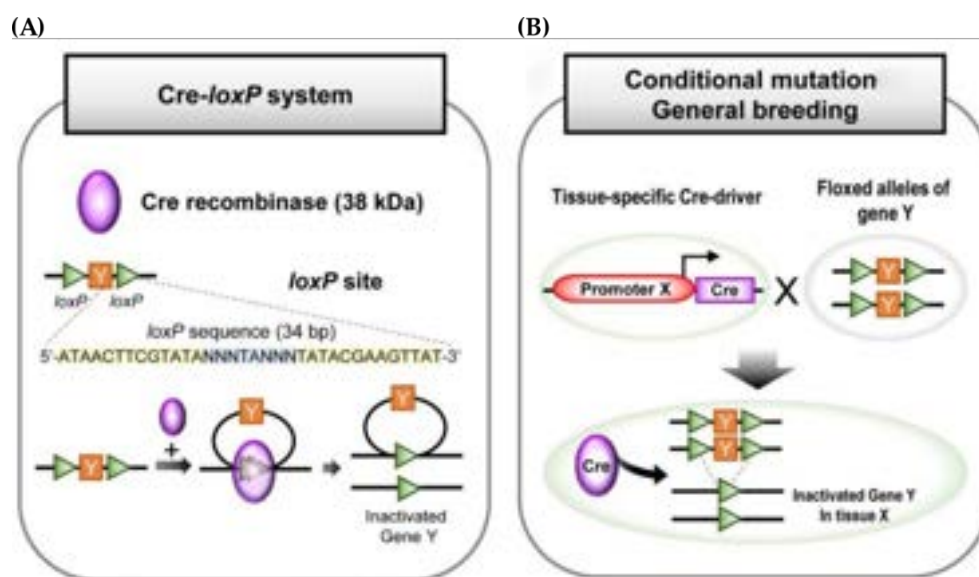 (A)
Cre-loxP system
Cre recombinase (38 kDa)
Y
loxP loxP
loxP site
loxP sequence (34 bp)
5'-ATAACTTCGTATANNNTANNNTATACGAAGTTAT-3'
Y
+
Y
Y
Inactivated
Gene Y
(B)
Conditional mutation
General breeding
Tissue-specific Cre-driver
Floxed alleles of
gene Y
Promoter X
Cre
X
Y
Y
Cre
Y
Y
Inactivated Gene Y
In tissue X